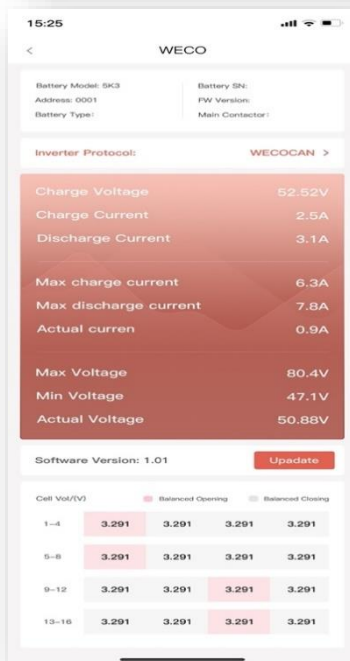 15:25
< WECO
Battery Model: 5K3 Battery SN:
Address: 0001 FW Version:
Battery Type: Main Contactor:
Inverter Protocol: WECOCAN >
Charge Voltage 52.52V
Charge Current 2.5A
Discharge Current 3.1A
Max charge current 6.3A
Max discharge current 7.8A
Actual curren 0.9A
Max Voltage 80.4V
Min Voltage 47.1V
Actual Voltage 50.88V
Software Version: 1.01 Upadate
Cell Vol/(V) Balanced Opening Balanced Closing
1-4 3.291 3.291 3.291 3.291
5-8 3.291 3.291 3.291 3.291
9-12 3.291 3.291 3.291 3.291
13-16 3.291 3.291 3.291 3.291